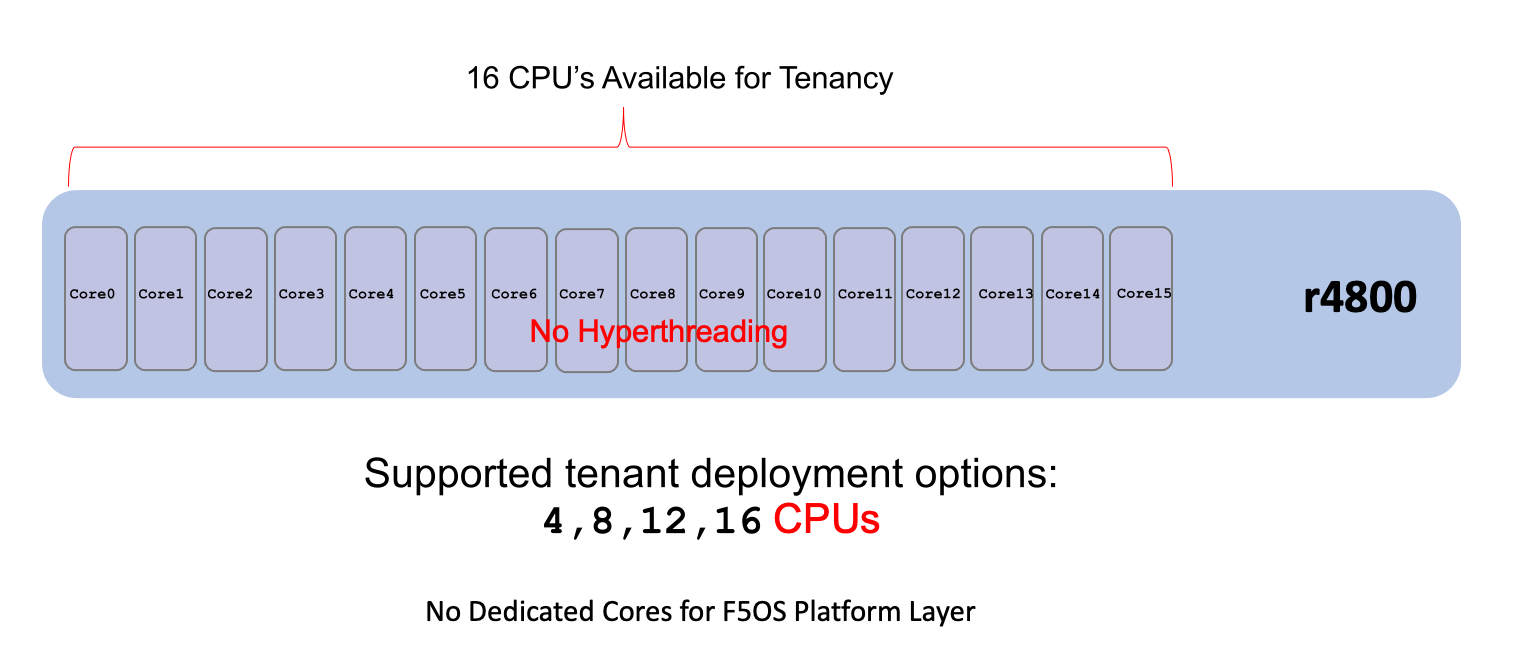 16 CPU’s Available for Tenancy
Core0 Core1 Core2 Core3 Core4 Core5 Core6 Core7 Core8 Core9 Core10 Core11 Core12 Core13 Core14 Core15
r4800
No Hyperthreading
Supported tenant deployment options:
4,8,12,16 CPUs
No Dedicated Cores for F5OS Platform Layer